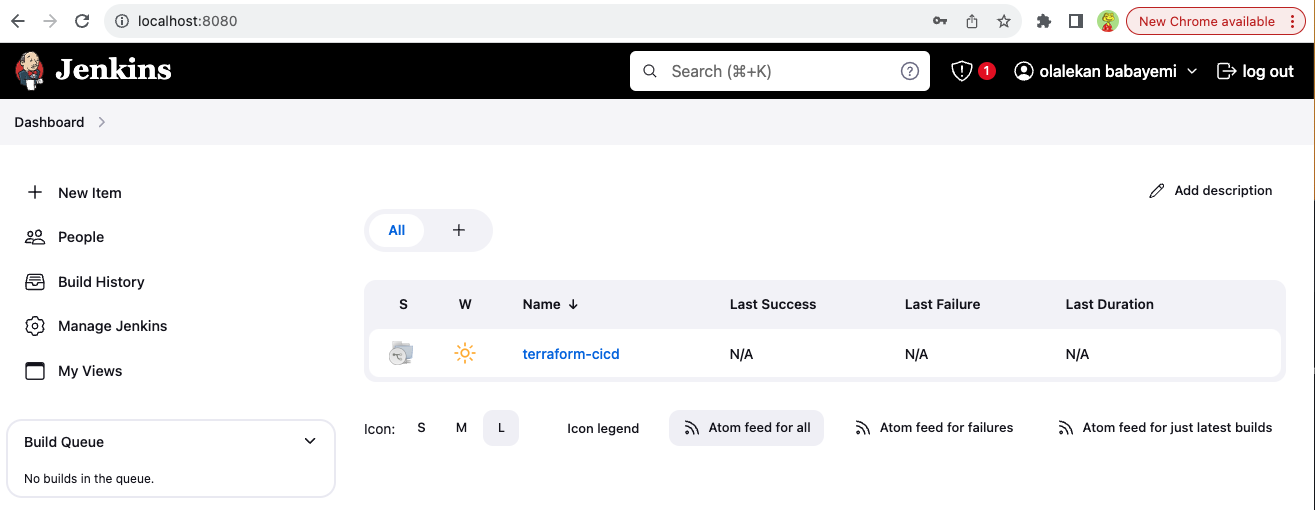 localhost:8080
New Chrome available
Jenkins
Search (⌘+K)
?
1
olalekan babayemi
log out
Dashboard
New Item
People
Build History
Manage Jenkins
My Views
Build Queue
No builds in the queue.
Add description
All +
S W Name ↓ Last Success Last Failure Last Duration
terraform-cicd N/A N/A N/A
Icon: S M L Icon legend Atom feed for all Atom feed for failures Atom feed for just latest builds